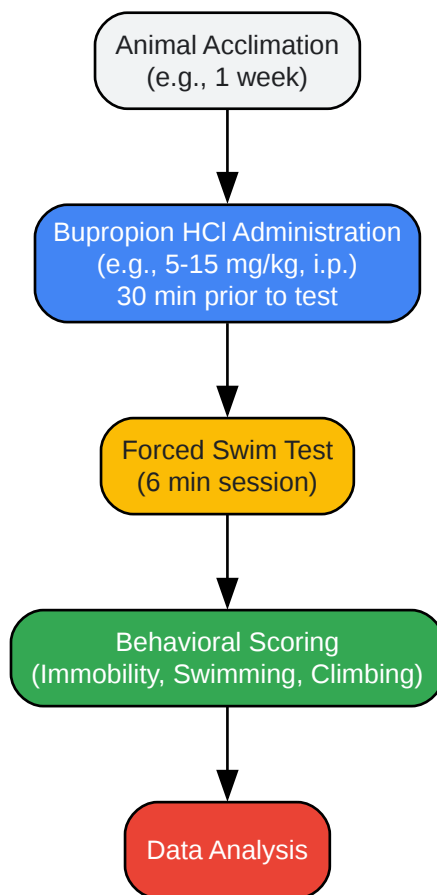 Animal Acclimation
(e.g., 1 week)
Bupropion HCl Administration
(e.g., 5-15 mg/kg, i.p.)
30 min prior to test
Forced Swim Test
(6 min session)
Behavioral Scoring
(Immobility, Swimming, Climbing)
Data Analysis